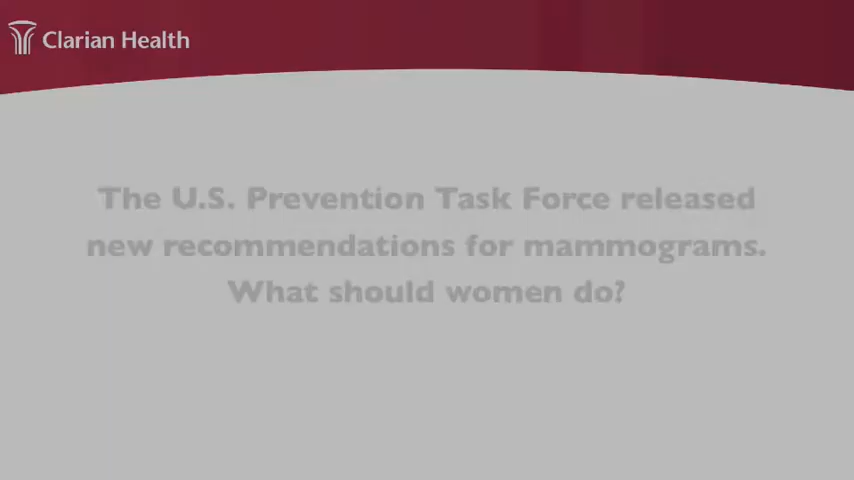 Clarian Health
The U.S. Prevention Task Force released
new recommendations for mammograms.
What should women do?